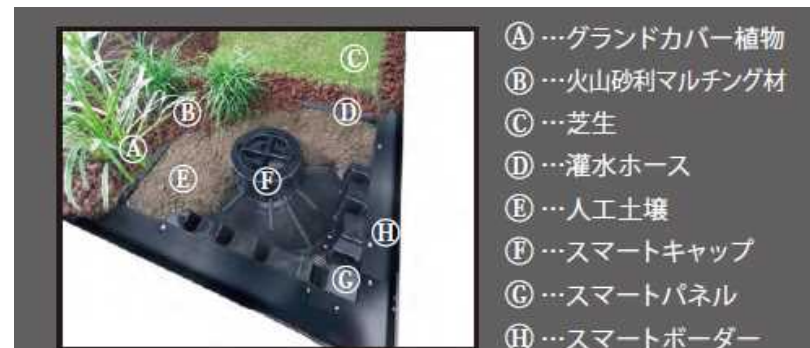 Ⓐ…グランドカバー植物
Ⓑ…火山砂利マルチング材
Ⓒ…芝生
Ⓓ…灌水ホース
Ⓔ…人工土壌
Ⓕ…スマートキャップ
Ⓖ…スマートパネル
Ⓗ…スマートボーダー
Ⓒ
Ⓓ
Ⓑ
Ⓐ
Ⓔ
Ⓕ
Ⓗ
Ⓖ